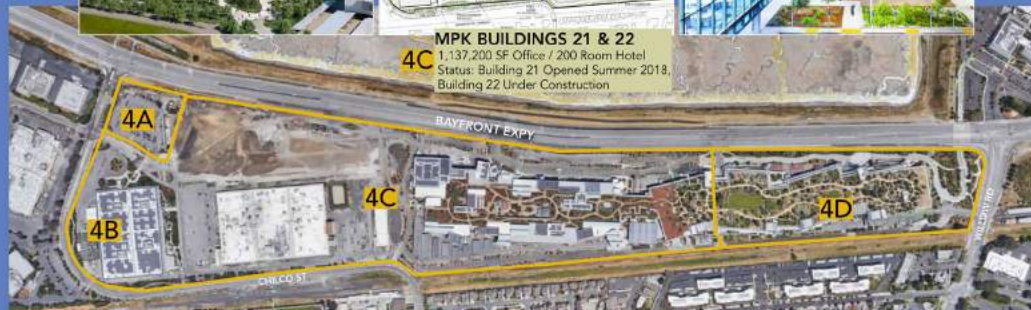 MPK BUILDINGS 21 & 22
4C
1,137,200 SF Office / 200 Room Hotel
Status: Building 21 Opened Summer 2018,
Building 22 Under Construction
4A
BAYFRONT EXPY
4C
4D
4B
WILLOW RD
CHILCO ST.